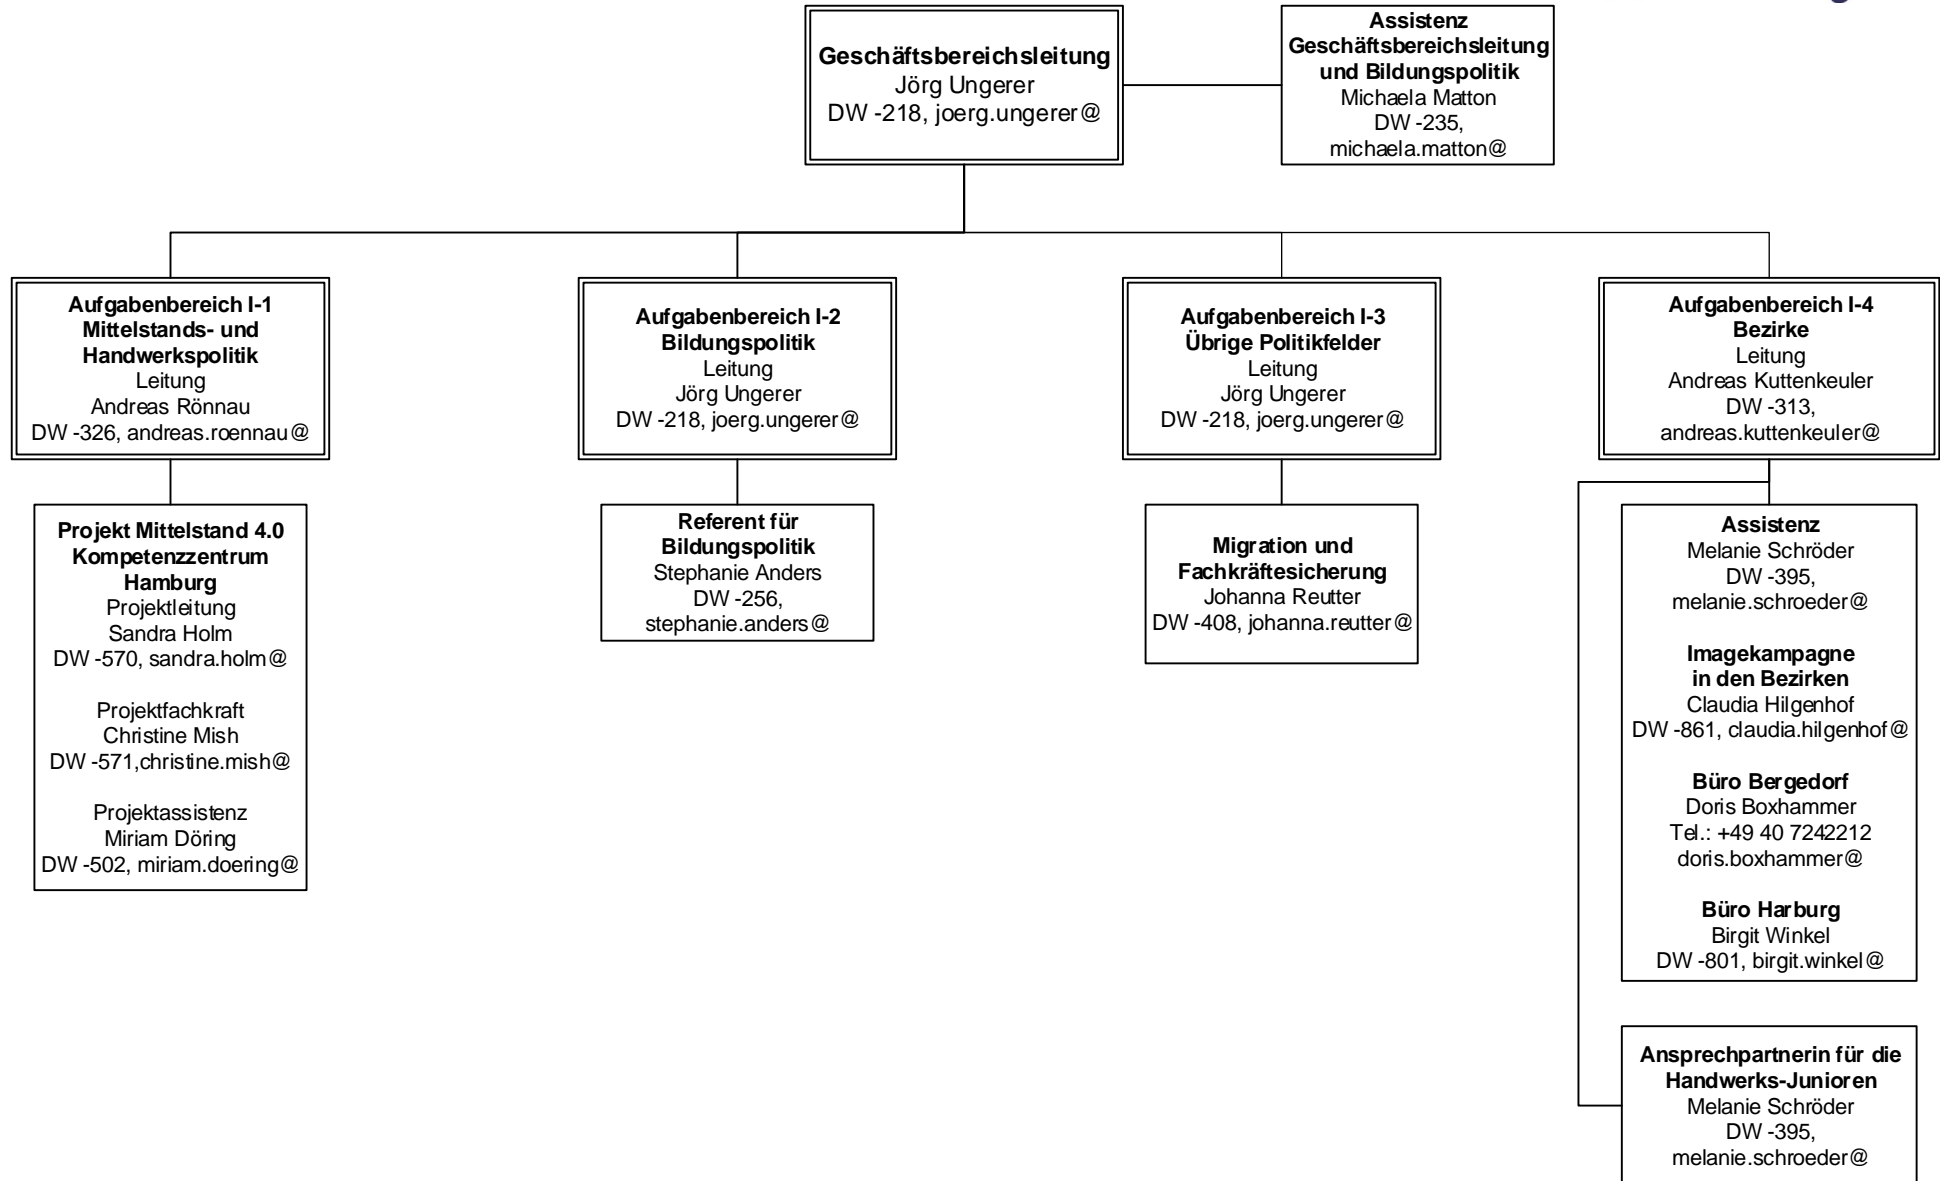 Geschäftsbereichsleitung
Jörg Ungerer
DW -218, joerg.ungerer@
Assistenz
Geschäftsbereichsleitung
und Bildungspolitik
Michaela Matton
DW -235,
michaela.matton@
Aufgabenbereich I-1
Mittelstands- und
Handwerkspolitik
Leitung
Andreas Rönnau
DW -326, andreas.roennau@
Aufgabenbereich I-2
Bildungspolitik
Leitung
Jörg Ungerer
DW -218, joerg.ungerer@
Aufgabenbereich I-3
Übrige Politikfelder
Leitung
Jörg Ungerer
DW -218, joerg.ungerer@
Aufgabenbereich I-4
Bezirke
Leitung
Andreas Kuttenkeuler
DW -313,
andreas.kuttenkeuler@
Projekt Mittelstand 4.0
Kompetenzzentrum
Hamburg
Projektleitung
Sandra Holm
DW -570, sandra.holm@
Projektfachkraft
Christine Mish
DW -571,christine.mish@
Projektassistenz
Miriam Döring
DW -502, miriam.doering@
Referent für
Bildungspolitik
Stephanie Anders
DW -256,
stephanie.anders@
Migration und
Fachkräftesicherung
Johanna Reutter
DW -408, johanna.reutter@
Assistenz
Melanie Schröder
DW -395,
melanie.schroeder@
Imagekampagne
in den Bezirken
Claudia Hilgenhof
DW -861, claudia.hilgenhof@
Büro Bergedorf
Doris Boxhammer
Tel.: +49 40 7242212
doris.boxhammer@
Büro Harburg
Birgit Winkel
DW -801, birgit.winkel@
Ansprechpartnerin für die
Handwerks-Junioren
Melanie Schröder
DW -395,
melanie.schroeder@